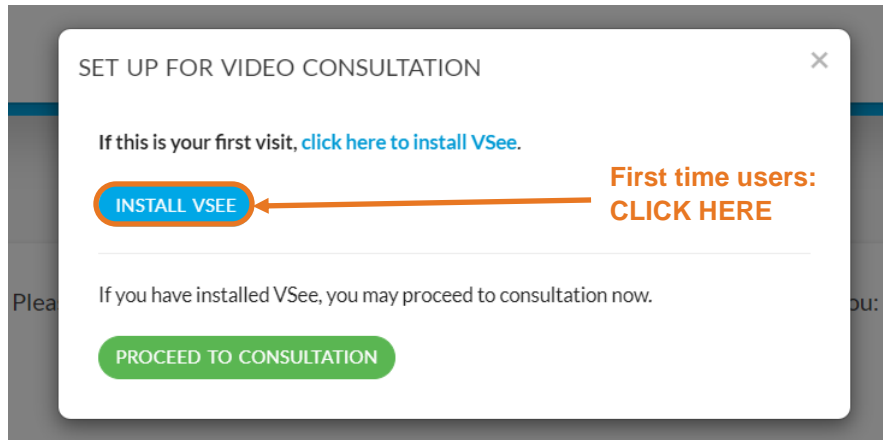 SET UP FOR VIDEO CONSULTATION ×
If this is your first visit, click here to install VSee.
First time users:
INSTALL VSEE
CLICK HERE
If you have installed VSee, you may proceed to consultation now.
PROCEED TO CONSULTATION